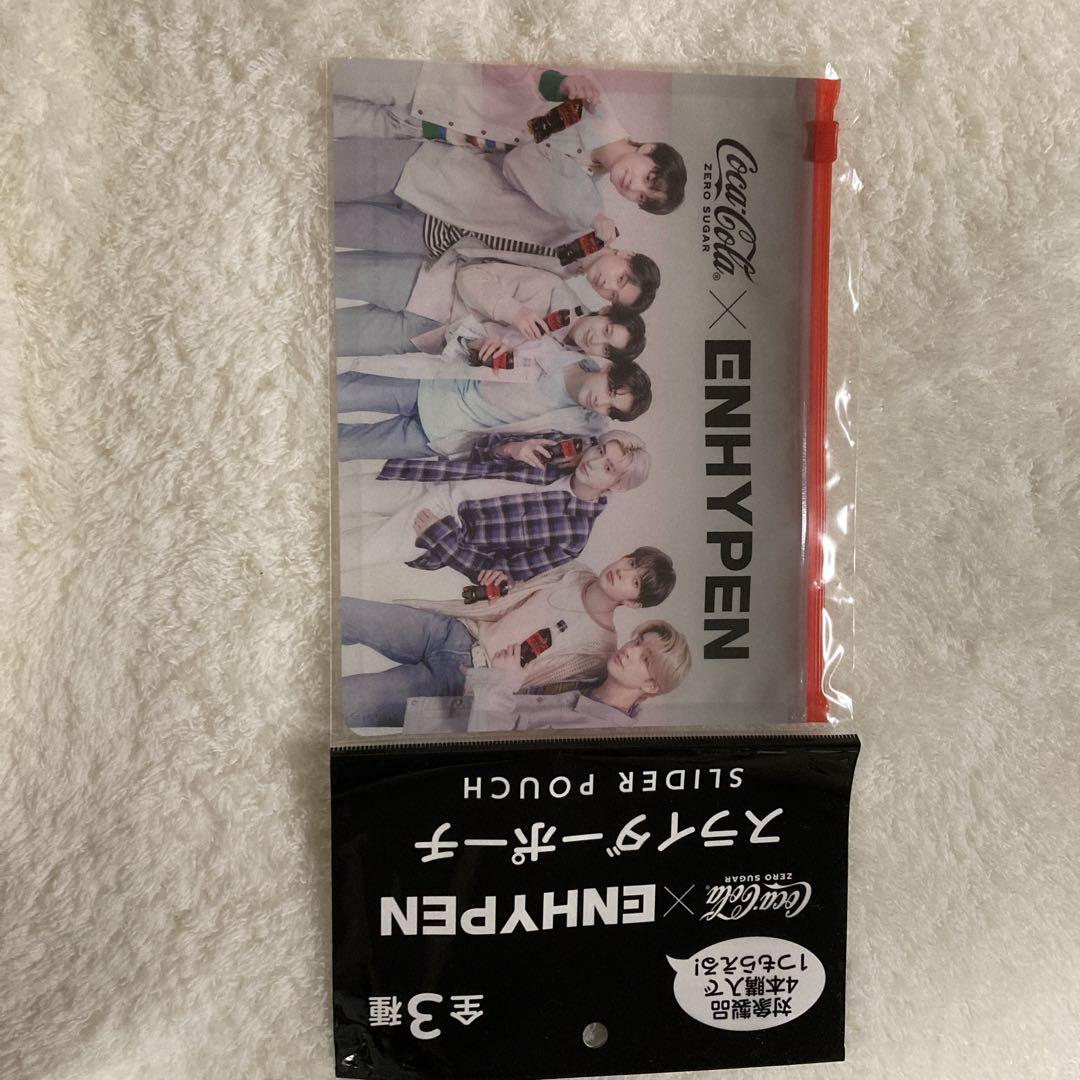 Coca-Cola®
ZERO SUGAR
×
ENHYPEN
対象製品
4本購入で
1つもらえる!
全3種
Coca-Cola®
ZERO SUGAR
× ENHYPEN
スライダーポーチ
SLIDER POUCH